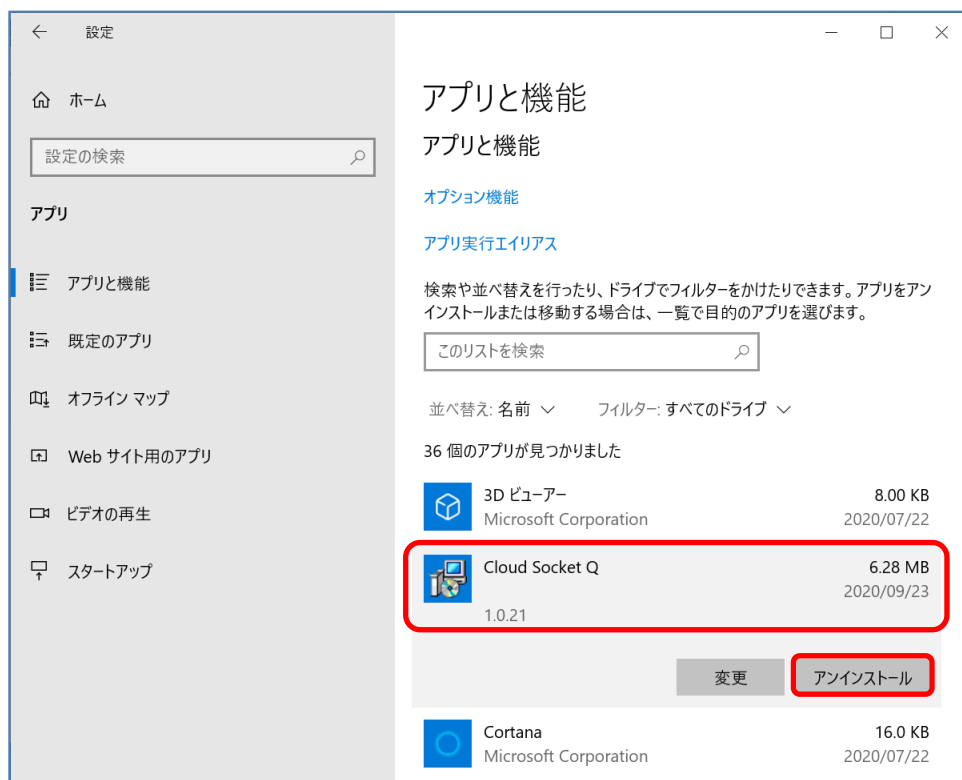 設定
ホーム
設定の検索
アプリ
アプリと機能
既定のアプリ
オフライン マップ
Web サイト用のアプリ
ビデオの再生
スタートアップ
アプリと機能
アプリと機能
オプション機能
アプリ実行エイリアス
検索や並べ替えを行ったり、ドライブでフィルターをかけたりできます。アプリをアン
インストールまたは移動する場合は、一覧で目的のアプリを選びます。
このリストを検索
並べ替え: 名前 フィルター: すべてのドライブ
36 個のアプリが見つかりました
3D ビューアー 8.00 KB
Microsoft Corporation 2020/07/22
Cloud Socket Q 6.28 MB
2020/09/23
1.0.21
変更 アンインストール
Cortana 16.0 KB
Microsoft Corporation 2020/07/22